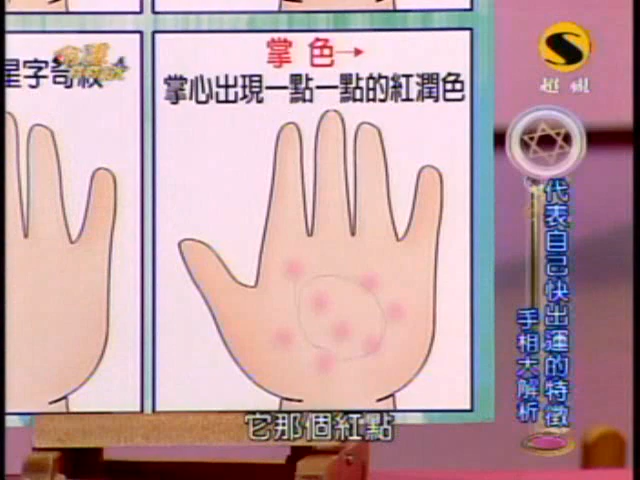 掌色→
掌心出現一點一點的紅潤色
星字奇紋
超視
代表自己快出運的特徵
手相大解析
它那個紅點